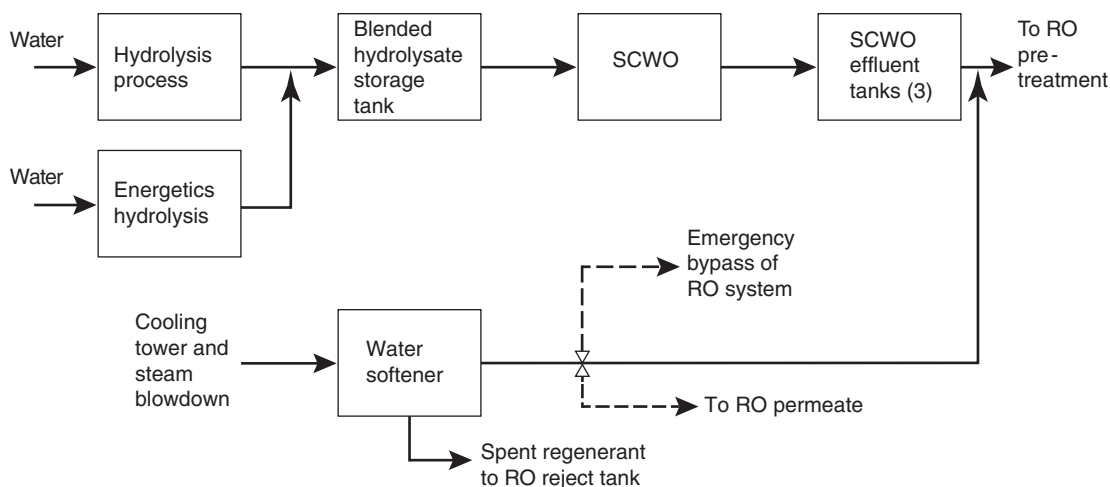 Water
Hydrolysis
process
Blended
hydrolysate
storage
tank
SCWO
SCWO
effluent
tanks (3)
To RO
pre-
treatment
Water
Energetics
hydrolysis
Emergency
bypass of
RO system
Cooling
tower and
steam
blowdown
Water
softener
To RO permeate
Spent regenerant
to RO reject tank